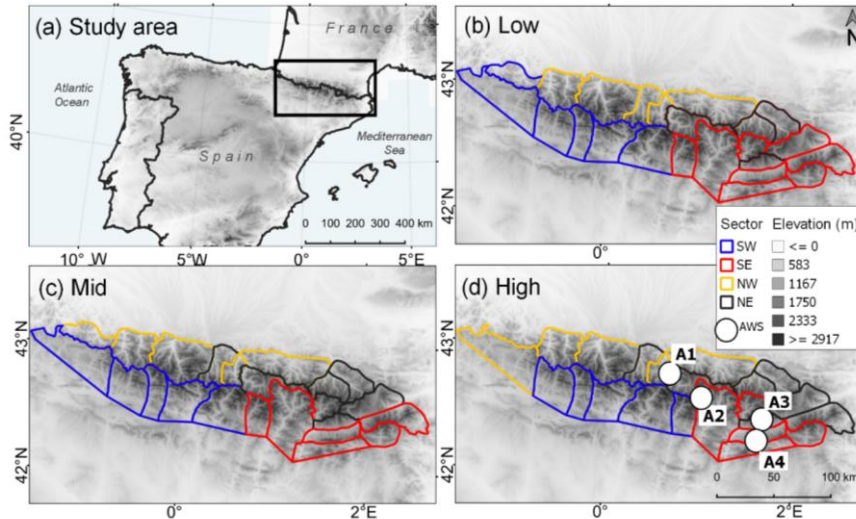 (a) Study area
France
Atlantic
Ocean
40°N
Spain
Mediterranean
Sea
0 100 200 300 400 km
10°W 5°W 0° 5°E
(b) Low
N
43°N
42°N
0°
Sector Elevation (m)
SW <= 0
SE 583
NW 1167
NE 1750
AWS 2333
>= 2917
(c) Mid
43°N
42°N
0° 2°E
(d) High
A1
A2
A3
A4
43°N
42°N
0 50 100 km
0° 2°E